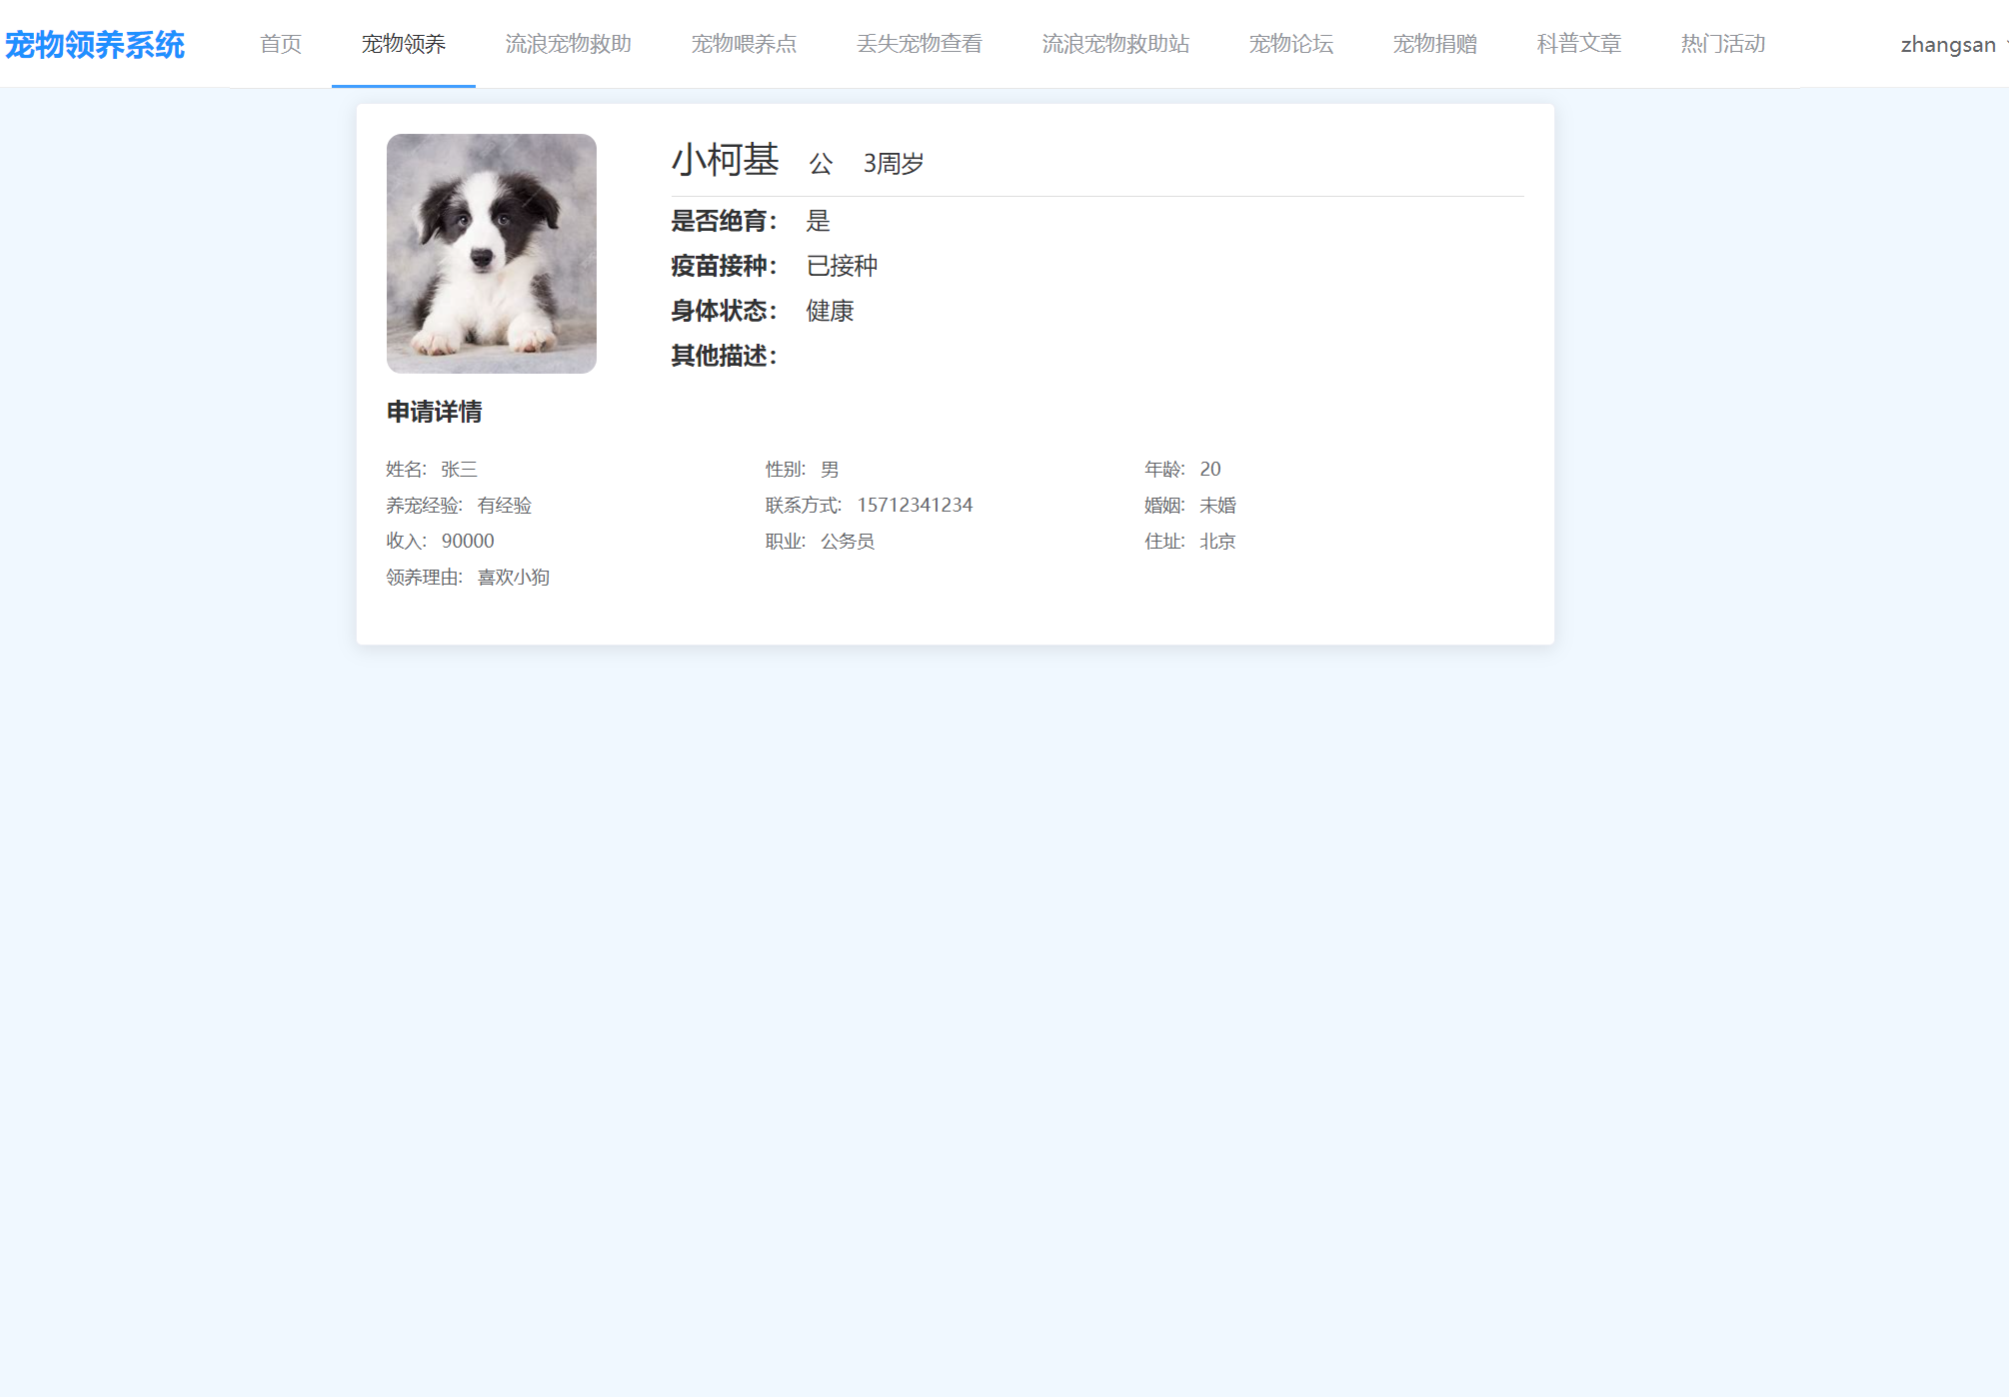 宠物领养系统 首页 宠物领养 流浪宠物救助 宠物喂养点 丢失宠物查看 流浪宠物救助站 宠物论坛 宠物捐赠 科普文章 热门活动 zhangsan
小柯基 公 3周岁
是否绝育： 是
疫苗接种： 已接种
身体状态： 健康
其他描述：
申请详情
姓名: 张三 性别: 男 年龄: 20
养宠经验: 有经验 联系方式: 15712341234 婚姻: 未婚
收入: 90000 职业: 公务员 住址: 北京
领养理由: 喜欢小狗